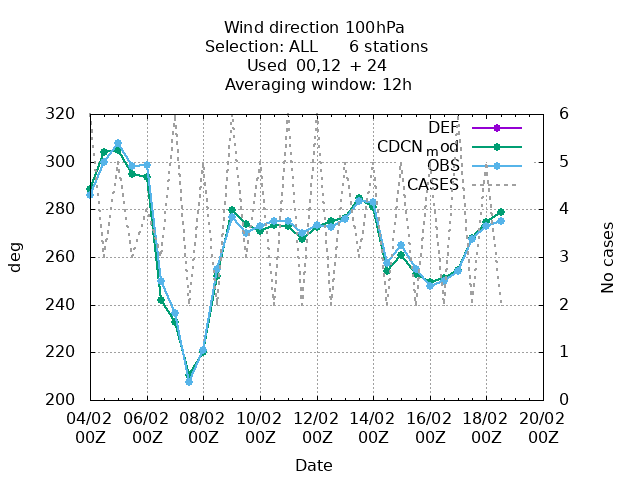 Wind direction 100hPa
Selection: ALL 6 stations
Used 00,12 + 24
Averaging window: 12h
320 6
DEF
CDCNmod
300 5
OBS
CASES
280 4
deg
260 3
No cases
240 2
220 1
200 0
04/02 06/02 08/02 10/02 12/02 14/02 16/02 18/02 20/02
00Z 00Z 00Z 00Z 00Z 00Z 00Z 00Z 00Z
Date